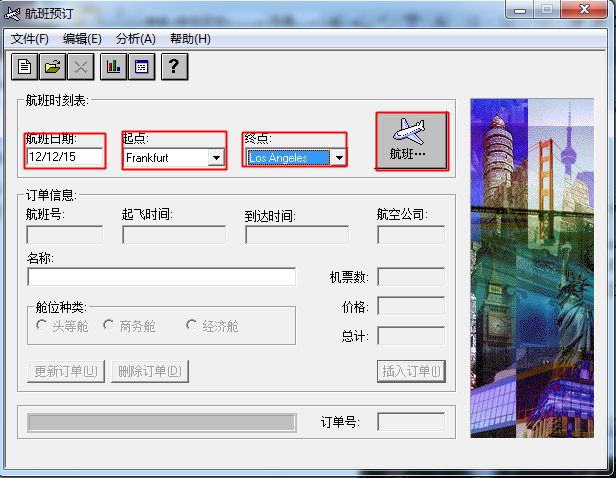 航班预订
文件(F) 编辑(E) 分析(A) 帮助(H)
?
航班时刻表:
航班日期: 起点: 终点:
12/12/15 Frankfurt Los Angeles 航班…
订单信息:
航班号: 起飞时间: 到达时间: 航空公司:
名称:
机票数:
舱位种类: 价格:
头等舱 商务舱 经济舱
总计:
更新订单(U) 删除订单(D) 插入订单(I)
订单号: